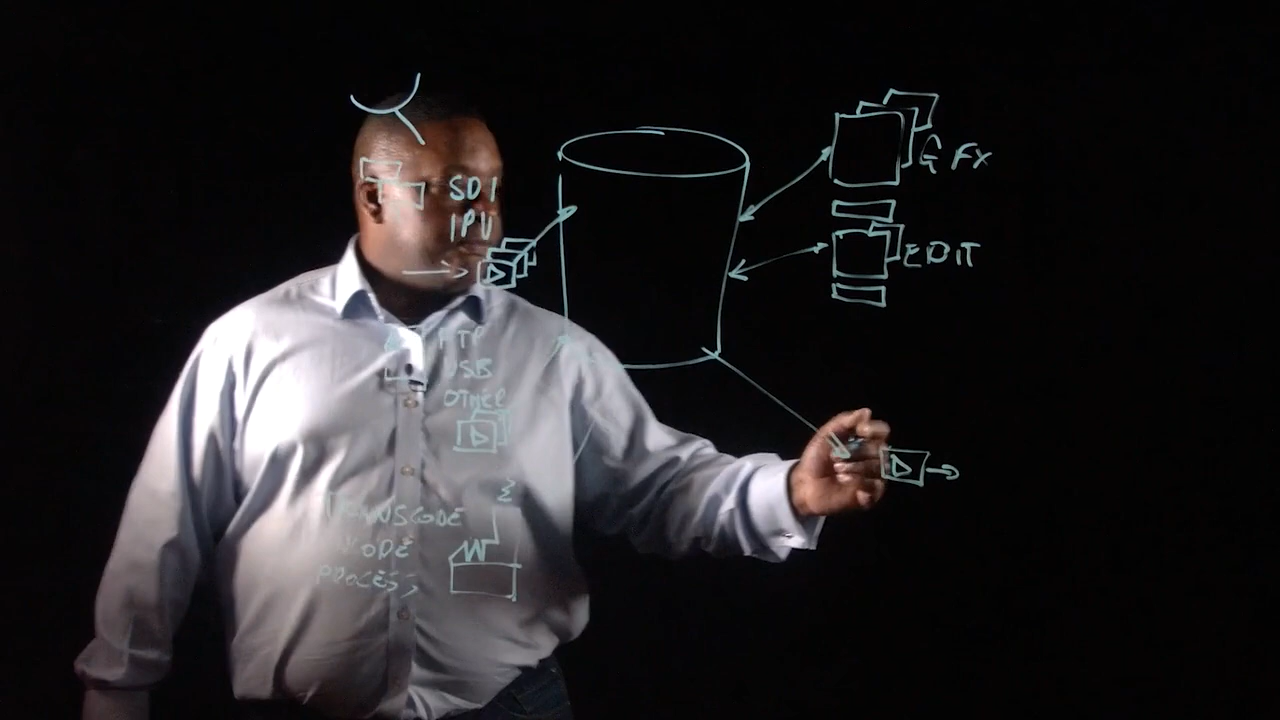 SDI
IPV
GFX
EDIT
FTP
USB
OTHER
TRANSCODE
PROCESS